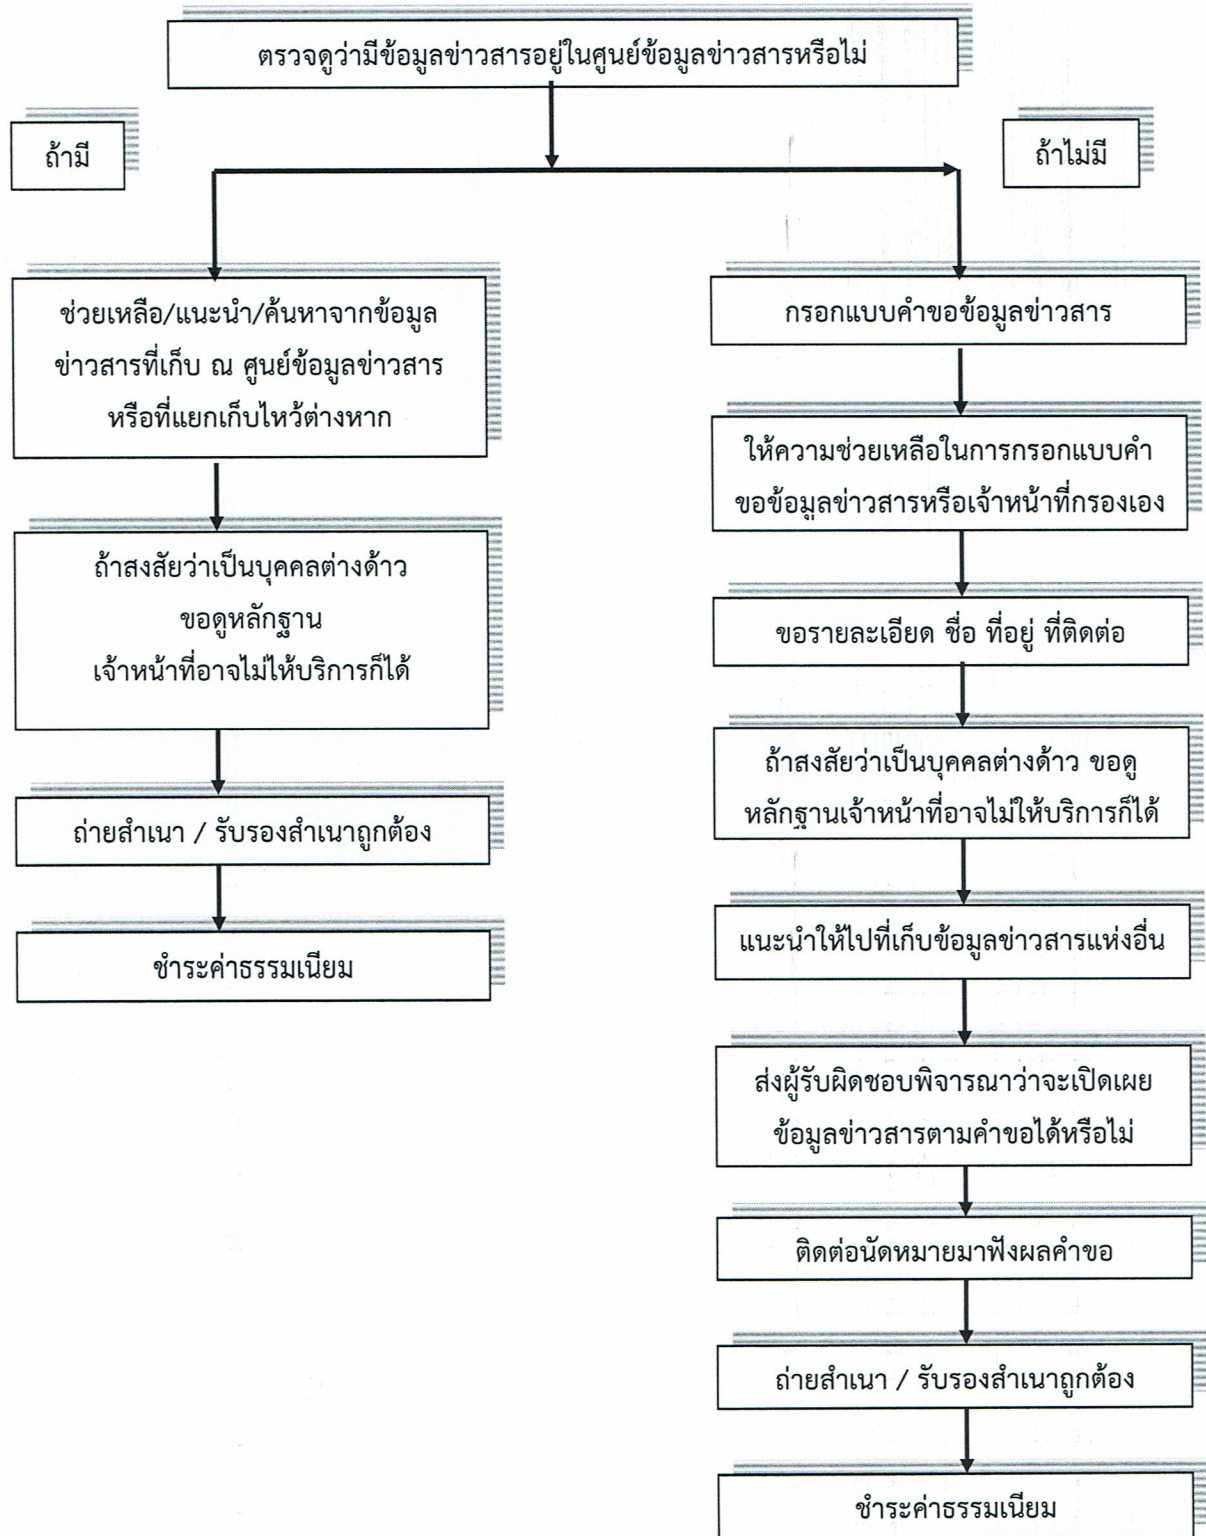 ตรวจดูว่ามีข้อมูลข่าวสารอยู่ในศูนย์ข้อมูลข่าวสารหรือไม่
ถ้ามี
ถ้าไม่มี
ช่วยเหลือ/แนะนำ/ค้นหาจากข้อมูล
ข่าวสารที่เก็บ ณ ศูนย์ข้อมูลข่าวสาร
หรือที่แยกเก็บไหว้ต่างหาก
ถ้าสงสัยว่าเป็นบุคคลต่างด้าว
ขอดูหลักฐาน
เจ้าหน้าที่อาจไม่ให้บริการก็ได้
ถ่ายสำเนา / รับรองสำเนาถูกต้อง
ชำระค่าธรรมเนียม
กรอกแบบคำขอข้อมูลข่าวสาร
ให้ความช่วยเหลือในการกรอกแบบคำ
ขอข้อมูลข่าวสารหรือเจ้าหน้าที่กรองเอง
ขอรายละเอียด ชื่อ ที่อยู่ ที่ติดต่อ
ถ้าสงสัยว่าเป็นบุคคลต่างด้าว ขอดู
หลักฐานเจ้าหน้าที่อาจไม่ให้บริการก็ได้
แนะนำให้ไปที่เก็บข้อมูลข่าวสารแห่งอื่น
ส่งผู้รับผิดชอบพิจารณาว่าจะเปิดเผย
ข้อมูลข่าวสารตามคำขอได้หรือไม่
ติดต่อนัดหมายมาฟังผลคำขอ
ถ่ายสำเนา / รับรองสำเนาถูกต้อง
ชำระค่าธรรมเนียม